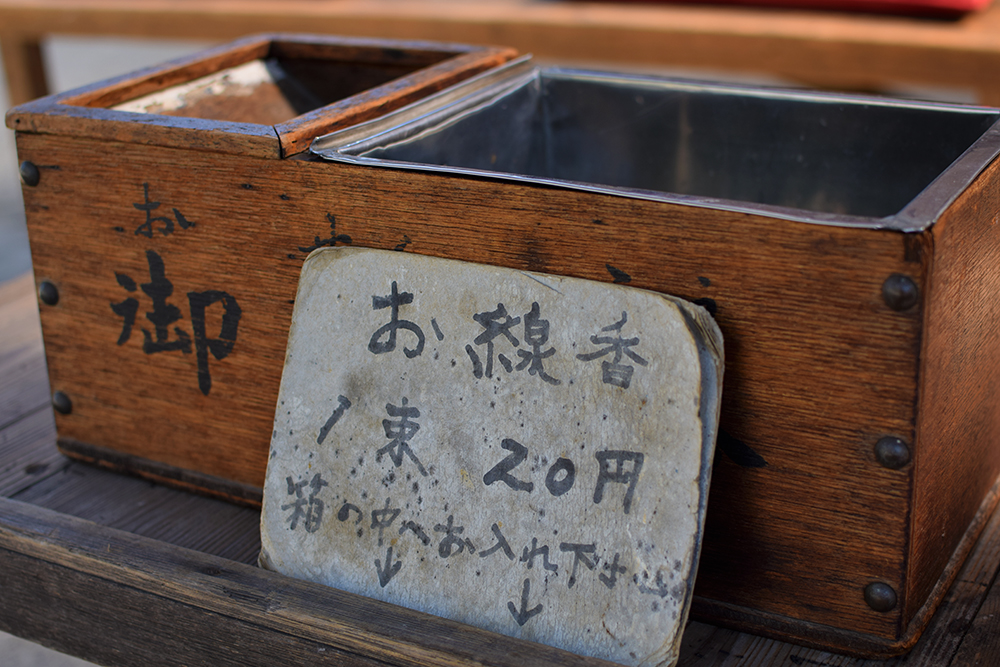 お
御
お線香
1束 20円
箱の中へお入れ下さい
↓ ↓